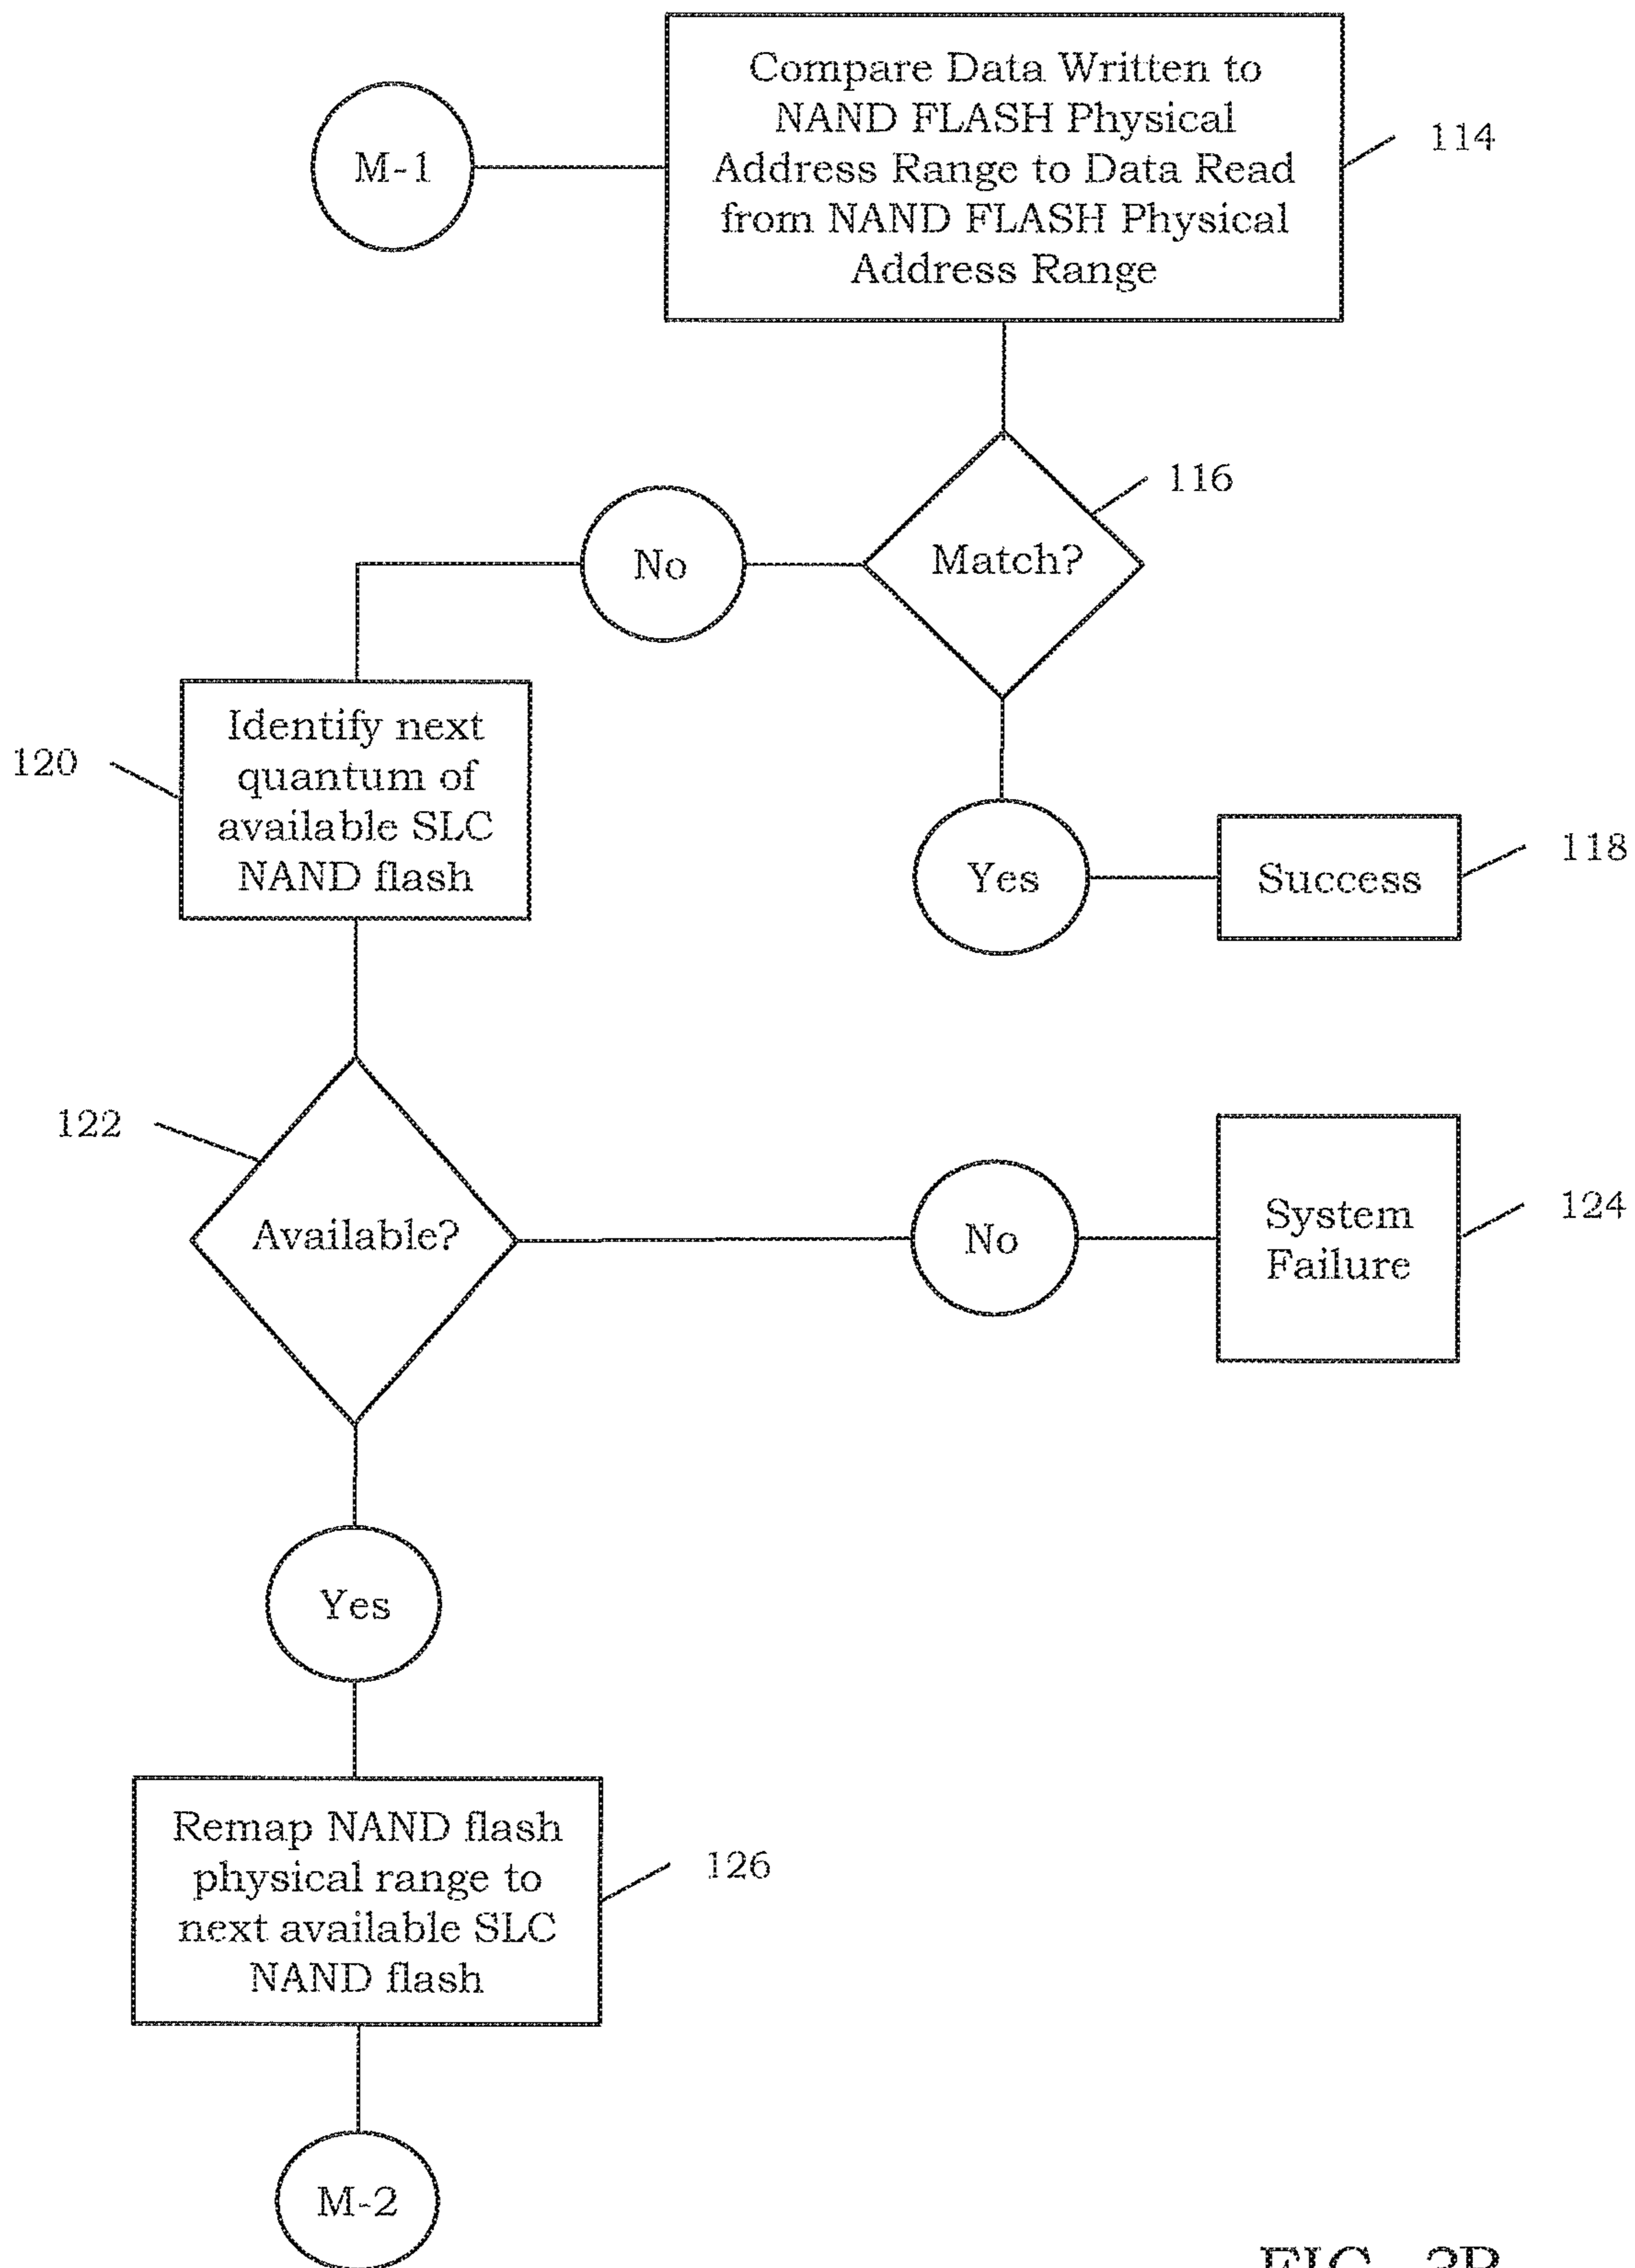 Compare Data Written to
NAND FLASH Physical
Address Range to Data Read
from NAND FLASH Physical
Address Range
M-1
114
116
Match?
No
Identify next
quantum of
available SLC
NAND flash
120
Yes
Success
118
122
Available?
No
System
Failure
124
Yes
Remap NAND flash
physical range to
next available SLC
NAND flash
126
M-2